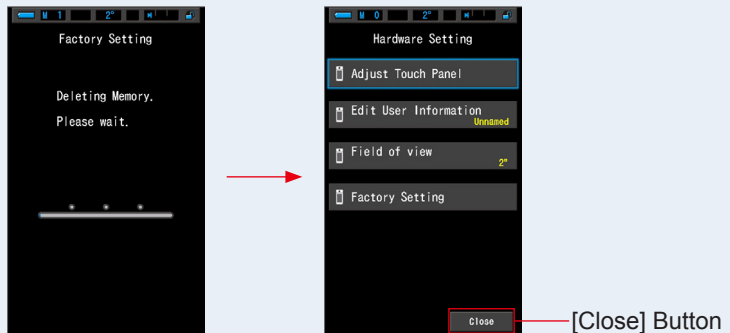 M 1 2°
Factory Setting
Deleting Memory.
Please wait.
M 0 2°
Hardware Setting
Adjust Touch Panel
Edit User Information
Unnamed
Field of view
2°
Factory Setting
Close
[Close] Button